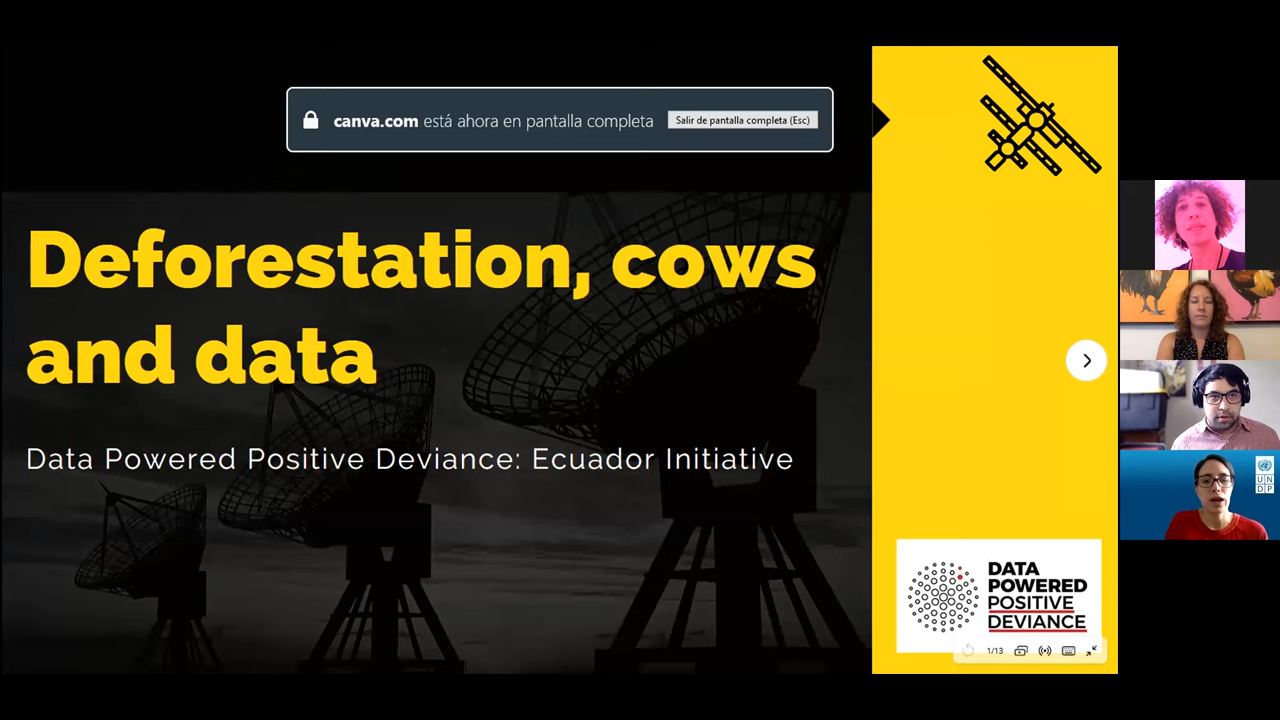 canva.com está ahora en pantalla completa
Salir de pantalla completa (Esc)
Deforestation, cows
and data
Data Powered Positive Deviance: Ecuador Initiative
DATA
POWERED
POSITIVE
DEVIANCE
1/13
UN
DP